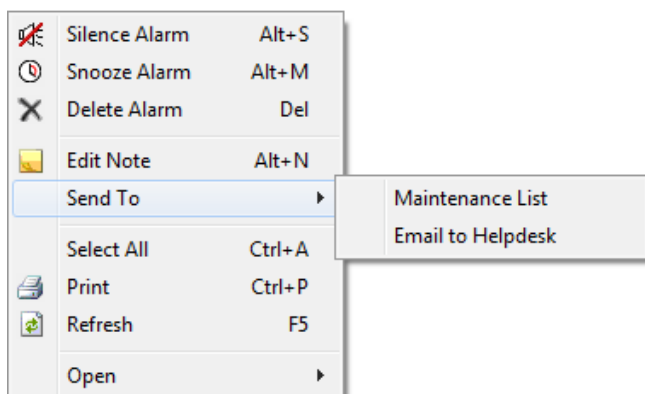 Silence Alarm Alt+S
Snooze Alarm Alt+M
Delete Alarm Del
Edit Note Alt+N
Send To
Maintenance List
Email to Helpdesk
Select All Ctrl+A
Print Ctrl+P
Refresh F5
Open